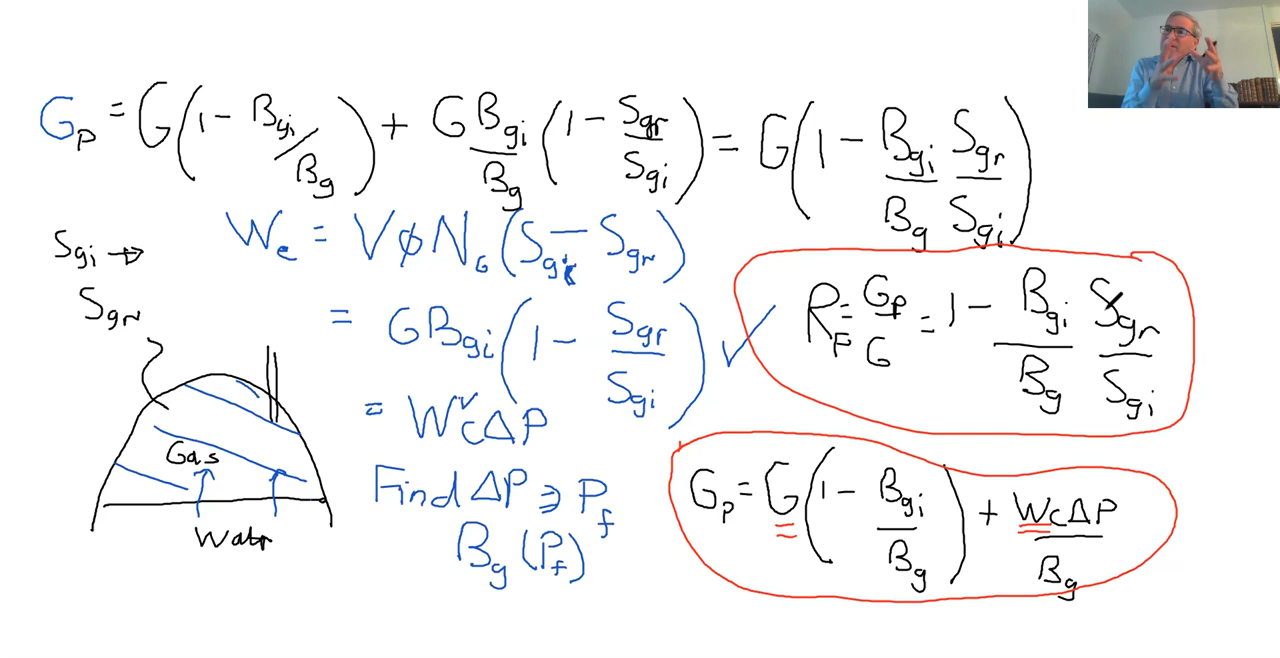 Gp = G(1 - Bgi/Bg) + GBgi/Bg (1 - Sgr/Sgi) = G(1 - Bgi/Bg Sgr/Sgi)
We = VφNG(Sgi - Sgr)
= GBgi(1 - Sgr/Sgi) ✓
= WcΔP
Find ΔP ∋ Pf
Bg(Pf)
Sgi →
Sgr
Gas
Watr
RF = Gp/G = 1 - Bgi/Bg Sgr/Sgi
Gp = G(1 - Bgi/Bg) + WcΔP/Bg